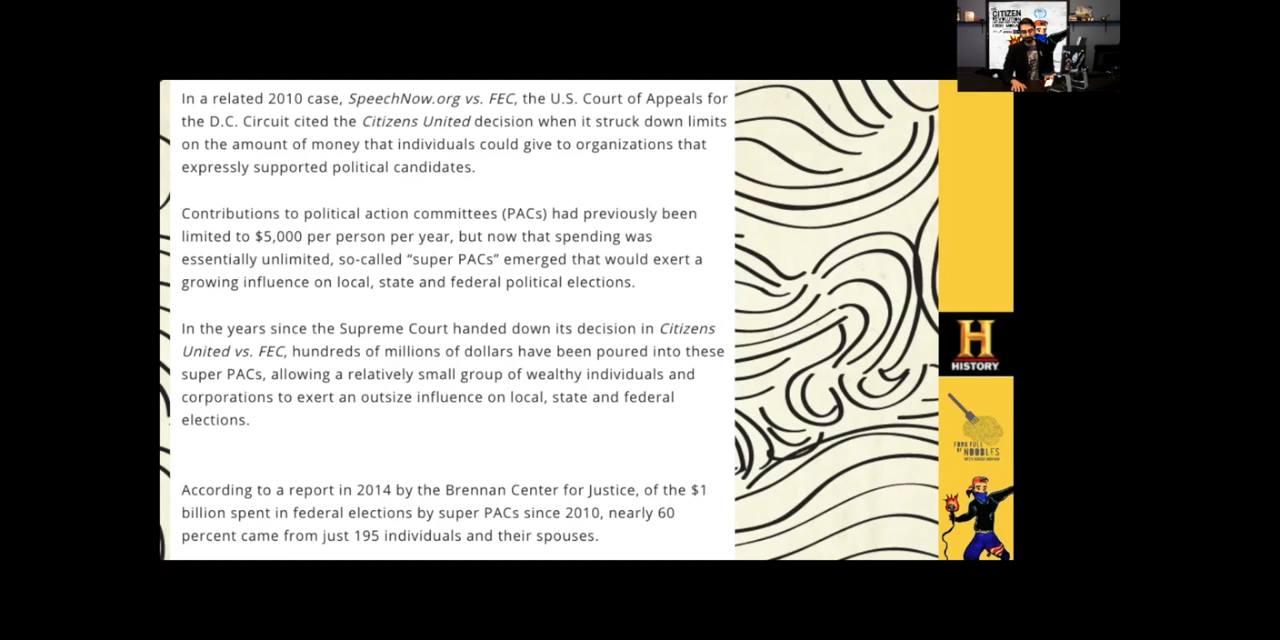 CITIZEN
REVOLUTION
In a related 2010 case, SpeechNow.org vs. FEC, the U.S. Court of Appeals for
the D.C. Circuit cited the Citizens United decision when it struck down limits
on the amount of money that individuals could give to organizations that
expressly supported political candidates.
Contributions to political action committees (PACs) had previously been
limited to $5,000 per person per year, but now that spending was
essentially unlimited, so-called “super PACs” emerged that would exert a
growing influence on local, state and federal political elections.
In the years since the Supreme Court handed down its decision in Citizens
United vs. FEC, hundreds of millions of dollars have been poured into these
super PACs, allowing a relatively small group of wealthy individuals and
corporations to exert an outsize influence on local, state and federal
elections.
According to a report in 2014 by the Brennan Center for Justice, of the $1
billion spent in federal elections by super PACs since 2010, nearly 60
percent came from just 195 individuals and their spouses.
H
HISTORY
FORK FULL
OF NOODLES